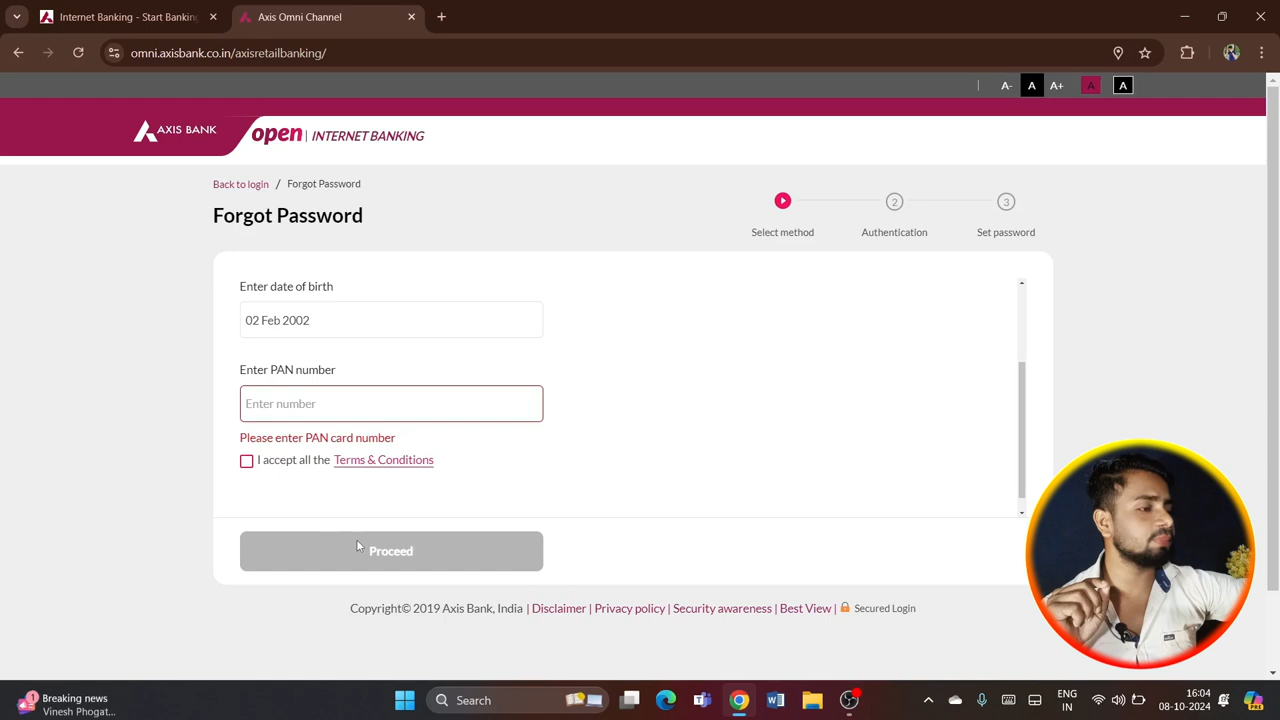 Internet Banking - Start Banking
Axis Omni Channel
omni.axisbank.co.in/axisretailbanking/
| A- A A+ A A
AXIS BANK
open | INTERNET BANKING
Back to login / Forgot Password
Forgot Password
2 3
Select method Authentication Set password
Enter date of birth
02 Feb 2002
Enter PAN number
Enter number
Please enter PAN card number
I accept all the Terms & Conditions
Proceed
Copyright© 2019 Axis Bank, India | Disclaimer | Privacy policy | Security awareness | Best View | Secured Login
1 Breaking news
Vinesh Phogat...
Search
ENG
IN
16:04
08-10-2024